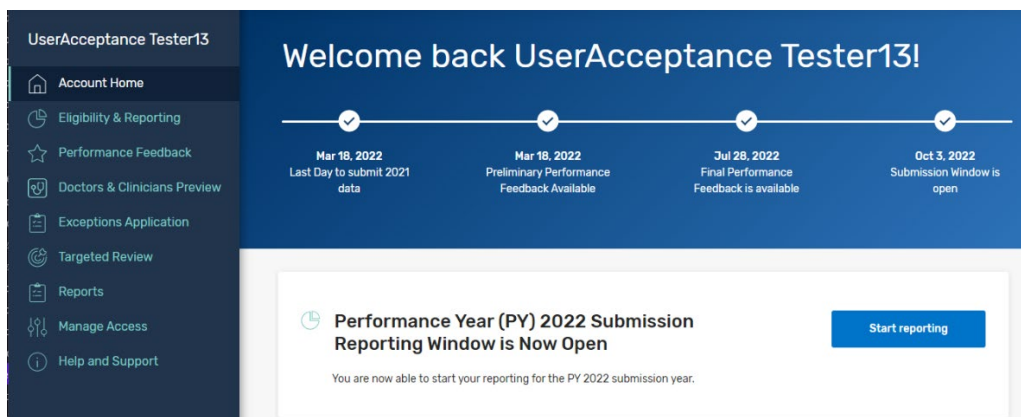 UserAcceptance Tester13
Account Home
Eligibility & Reporting
Performance Feedback
Doctors & Clinicians Preview
Exceptions Application
Targeted Review
Reports
Manage Access
Help and Support
Welcome back UserAcceptance Tester13!
Mar 18, 2022
Last Day to submit 2021
data
Mar 18, 2022
Preliminary Performance
Feedback Available
Jul 28, 2022
Final Performance
Feedback is available
Oct 3, 2022
Submission Window is
open
Performance Year (PY) 2022 Submission
Reporting Window is Now Open
You are now able to start your reporting for the PY 2022 submission year.
Start reporting